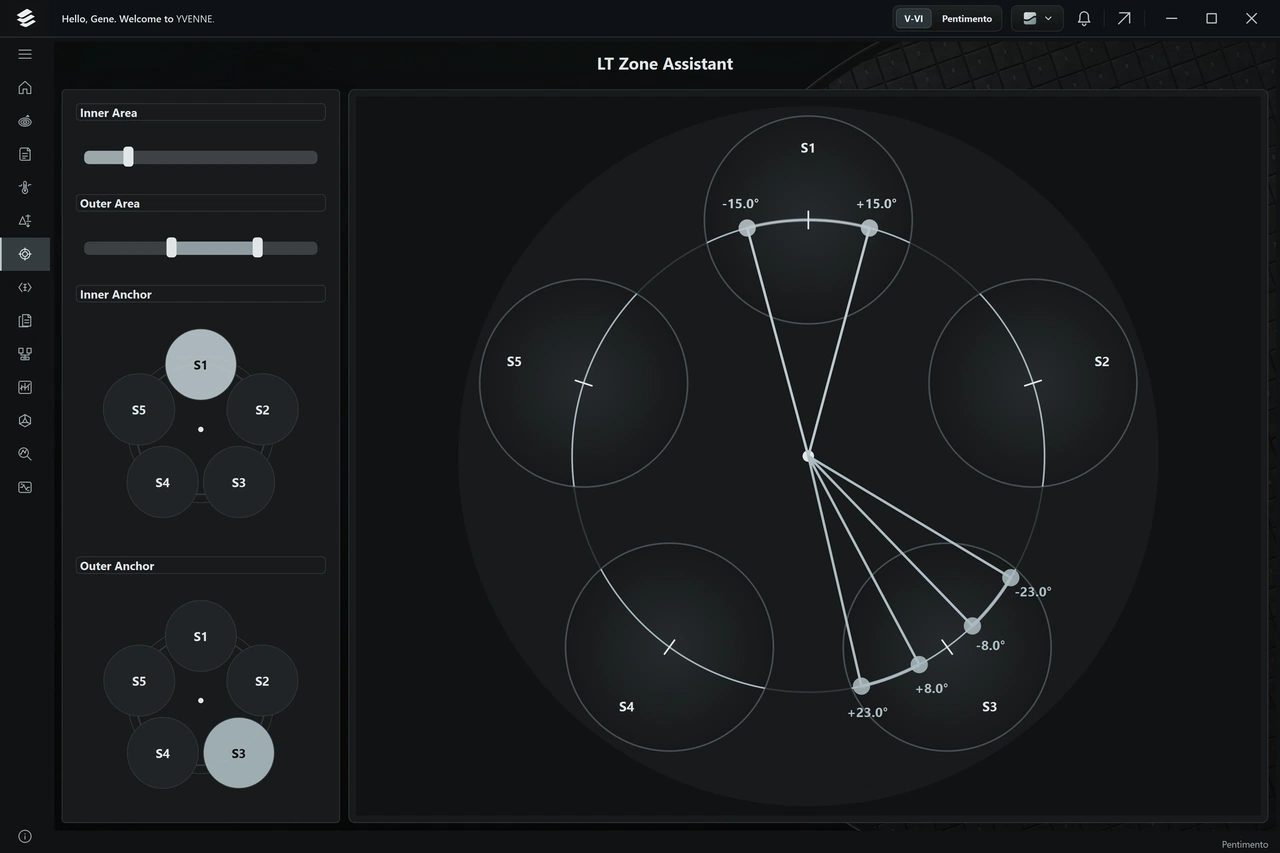 Hello, Gene. Welcome to YVENNE.
V-VI Pentimento
LT Zone Assistant
Inner Area
Outer Area
Inner Anchor
S1
S5 S2
S4 S3
Outer Anchor
S1
S5 S2
S4 S3
S1
-15.0° +15.0°
S5 S2
-23.0°
-8.0°
+8.0°
S4 S3
+23.0°
Pentimento